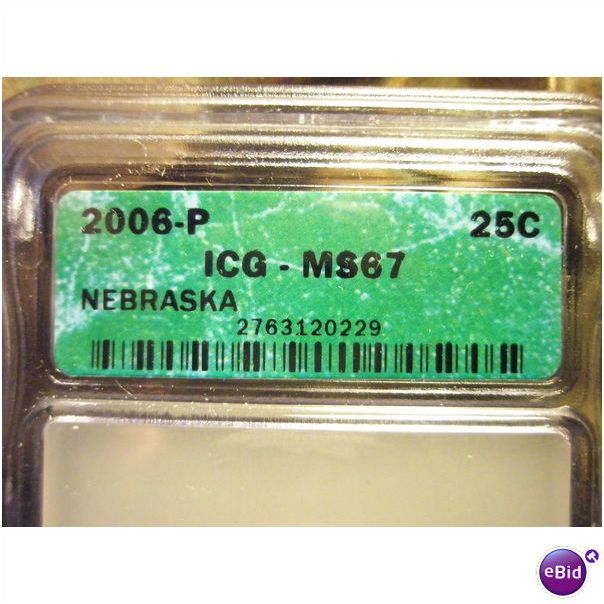 2006-P 25C
ICG - MS67
NEBRASKA
2763120229
eBid